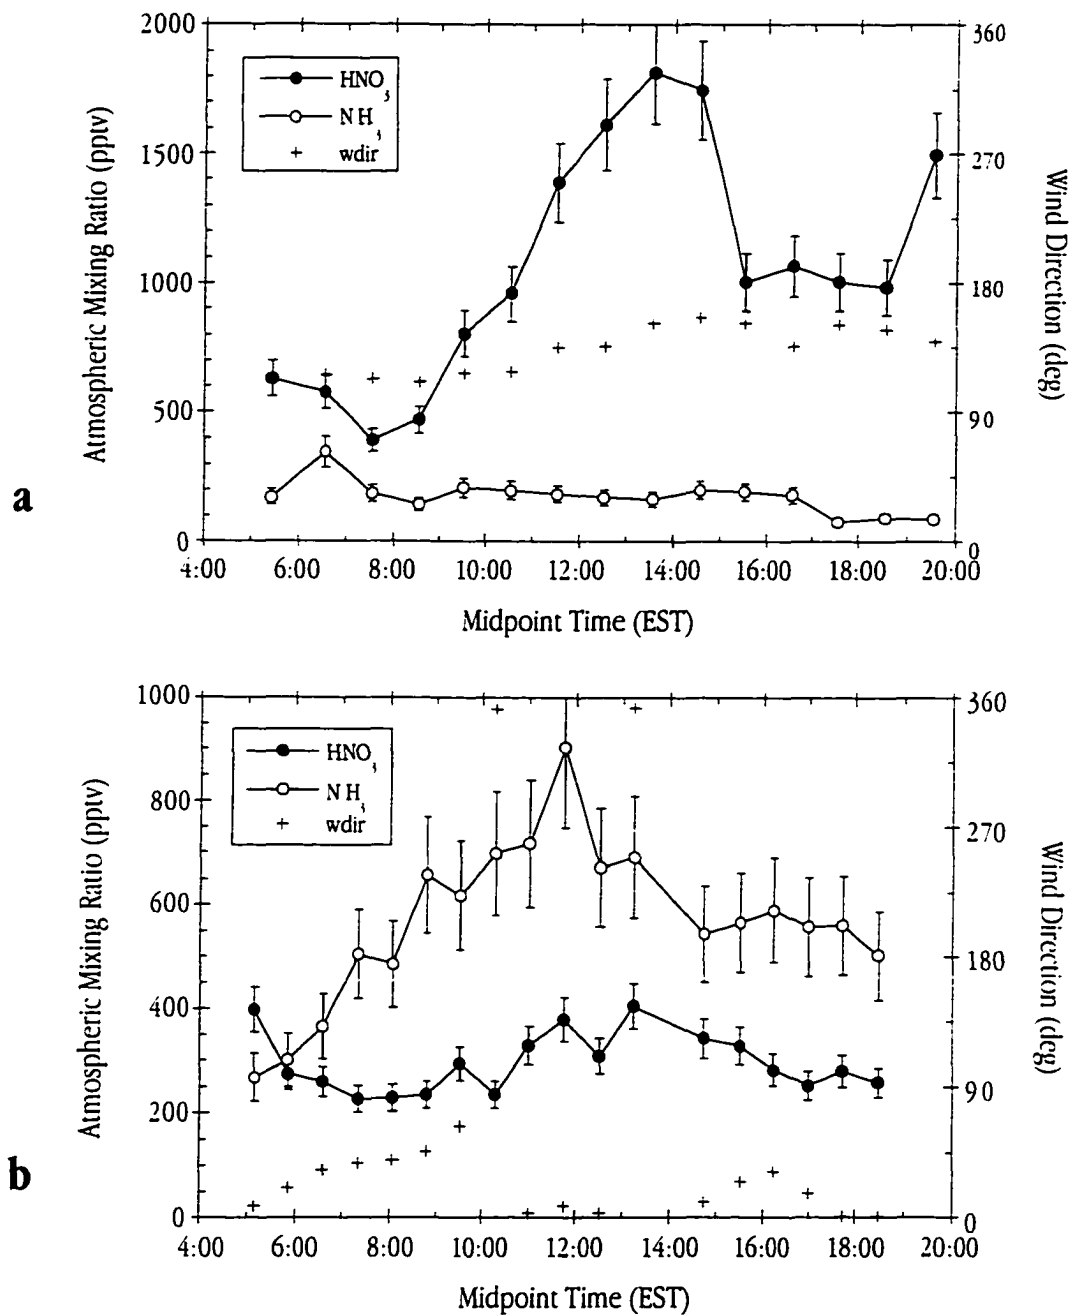 2000
1500
1000
500
0
360
270
180
90
0
HNO₃
NH₃
wdir
Atmospheric Mixing Ratio (pptv)
Wind Direction (deg)
a
4:00 6:00 8:00 10:00 12:00 14:00 16:00 18:00 20:00
Midpoint Time (EST)
1000
800
600
400
200
0
360
270
180
90
0
HNO₃
NH₃
wdir
Atmospheric Mixing Ratio (pptv)
Wind Direction (deg)
b
4:00 6:00 8:00 10:00 12:00 14:00 16:00 18:00 20:00
Midpoint Time (EST)